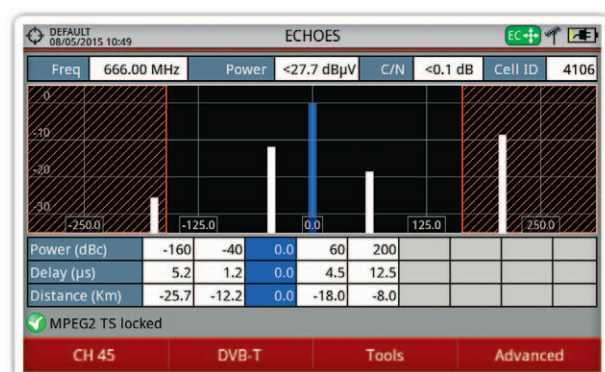 DEFAULT
08/05/2015 10:49
ECHOES
EC
Freq 666.00 MHz Power <27.7 dBµV C/N <0.1 dB Cell ID 4106
0
-10
-20
-30
-250.0 -125.0 0.0 125.0 250.0
Power (dBc) -160 -40 0.0 60 200
Delay (µs) 5.2 1.2 0.0 4.5 12.5
Distance (Km) -25.7 -12.2 0.0 -18.0 -8.0
MPEG2 TS locked
CH 45 DVB-T Tools Advanced